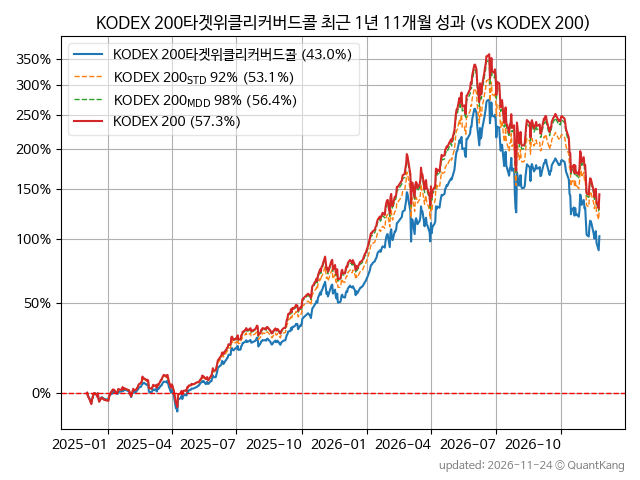 KODEX 200타겟위클리커버드콜 최근 1년 11개월 성과 (vs KODEX 200)
KODEX 200타겟위클리커버드콜 (43.0%)
KODEX 200STD 92% (53.1%)
KODEX 200MDD 98% (56.4%)
KODEX 200 (57.3%)
350%
300%
250%
200%
150%
100%
50%
0%
2025-01 2025-04 2025-07 2025-10 2026-01 2026-04 2026-07 2026-10
updated: 2026-11-24 © QuantKang